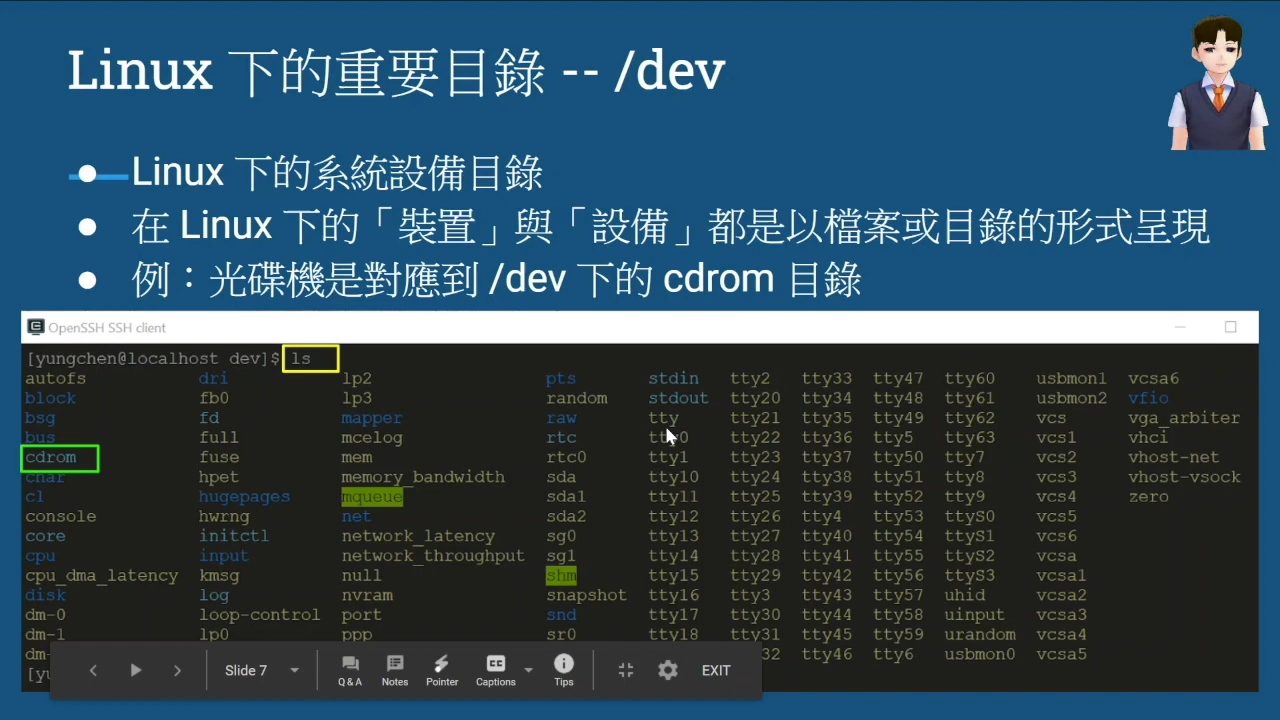 Linux 下的重要目錄 -- /dev
Linux 下的系統設備目錄
在 Linux 下的「裝置」與「設備」都是以檔案或目錄的形式呈現
例：光碟機是對應到 /dev 下的 cdrom 目錄
OpenSSH SSH client
[yungchen@localhost dev]$ ls
autofs dri lp2 pts stdin tty2 tty33 tty47 tty60 usbmon1 vcsa6
block fb0 lp3 random stdout tty20 tty34 tty48 tty61 usbmon2 vfio
bsg fd mapper raw tty tty21 tty35 tty49 tty62 vcs vga_arbiter
bus full mcelog rtc tty0 tty22 tty36 tty5 tty63 vcs1 vhci
cdrom fuse mem rtc0 tty1 tty23 tty37 tty50 tty7 vcs2 vhost-net
char hpet memory_bandwidth sda tty10 tty24 tty38 tty51 tty8 vcs3 vhost-vsock
cl hugepages mqueue sda1 tty11 tty25 tty39 tty52 tty9 vcs4 zero
console hwrng net sda2 tty12 tty26 tty4 tty53 ttyS0 vcs5
core initctl network_latency sg0 tty13 tty27 tty40 tty54 ttyS1 vcs6
cpu input network_throughput sg1 tty14 tty28 tty41 tty55 ttyS2 vcsa
cpu_dma_latency kmsg null shm tty15 tty29 tty42 tty56 ttyS3 vcsa1
disk log nvram snapshot tty16 tty3 tty43 tty57 uhid vcsa2
dm-0 loop-control port snd tty17 tty30 tty44 tty58 uinput vcsa3
dm-1 lp0 ppp sr0 tty18 tty31 tty45 tty59 urandom vcsa4
dm- 32 tty46 tty6 usbmon0 vcsa5
Slide 7 Q & A Notes Pointer Captions Tips EXIT